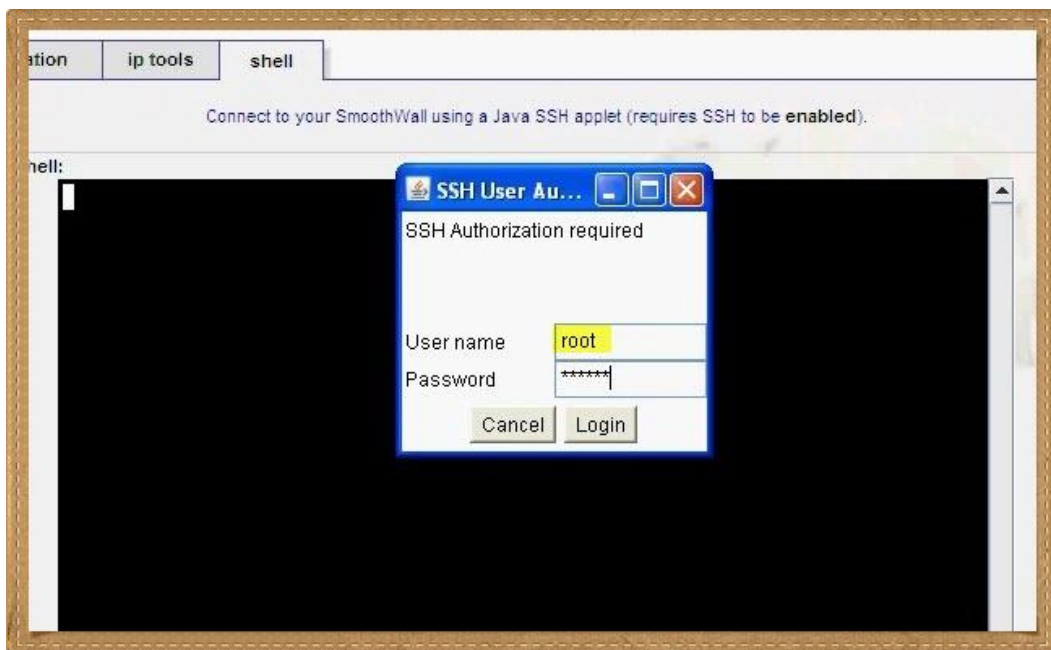 ation ip tools shell
Connect to your SmoothWall using a Java SSH applet (requires SSH to be enabled).
hell:
SSH User Au...
SSH Authorization required
User name root
Password ******
Cancel Login